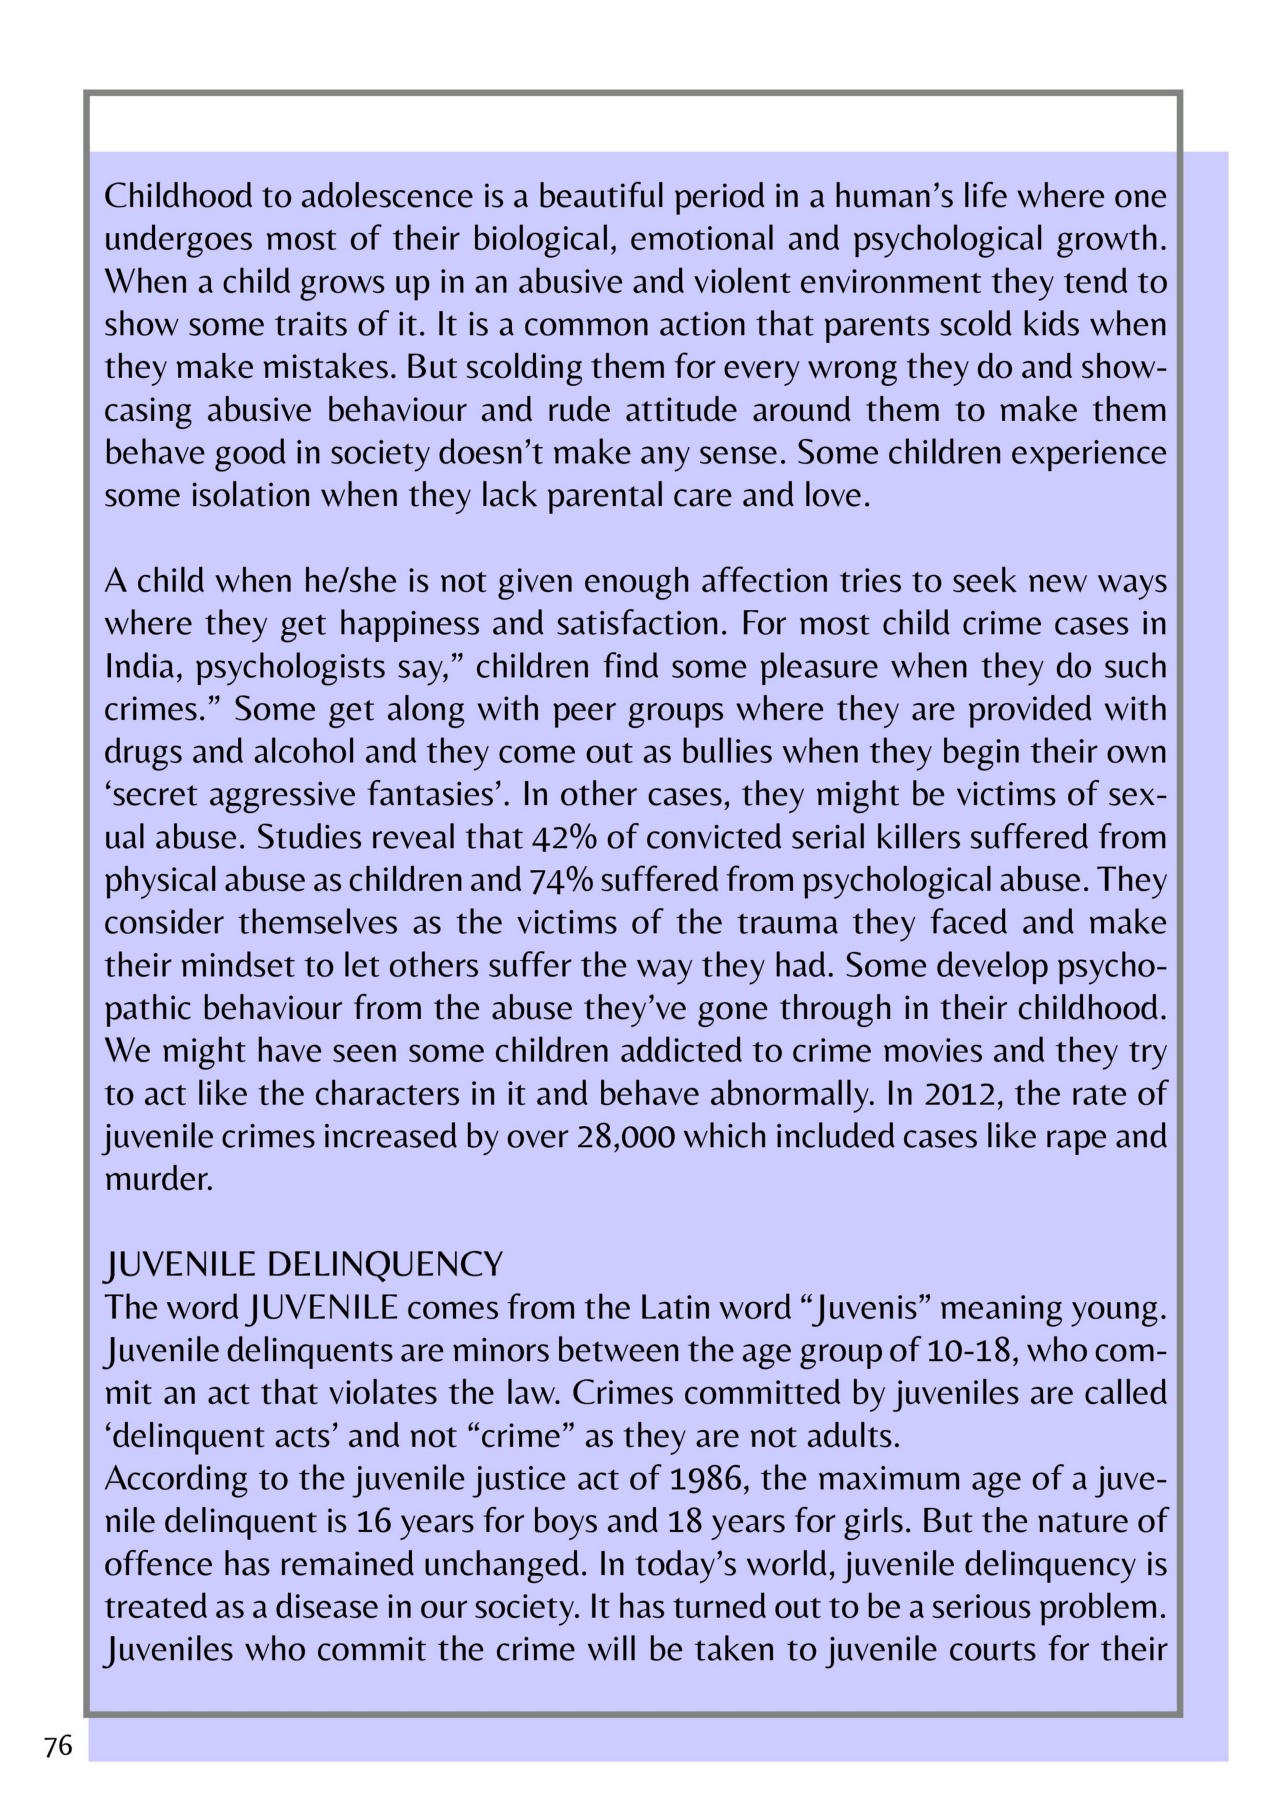 Childhood to adolescence is a beautiful period in a human’s life where one
undergoes most of their biological, emotional and psychological growth.
When a child grows up in an abusive and violent environment they tend to
show some traits of it. It is a common action that parents scold kids when
they make mistakes. But scolding them for every wrong they do and show-
casing abusive behaviour and rude attitude around them to make them
behave good in society doesn’t make any sense. Some children experience
some isolation when they lack parental care and love.
A child when he/she is not given enough affection tries to seek new ways
where they get happiness and satisfaction. For most child crime cases in
India, psychologists say,” children find some pleasure when they do such
crimes.” Some get along with peer groups where they are provided with
drugs and alcohol and they come out as bullies when they begin their own
‘secret aggressive fantasies’. In other cases, they might be victims of sex-
ual abuse. Studies reveal that 42% of convicted serial killers suffered from
physical abuse as children and 74% suffered from psychological abuse. They
consider themselves as the victims of the trauma they faced and make
their mindset to let others suffer the way they had. Some develop psycho-
pathic behaviour from the abuse they’ve gone through in their childhood.
We might have seen some children addicted to crime movies and they try
to act like the characters in it and behave abnormally. In 2012, the rate of
juvenile crimes increased by over 28,000 which included cases like rape and
murder.
JUVENILE DELINQUENCY
The word JUVENILE comes from the Latin word “Juvenis” meaning young.
Juvenile delinquents are minors between the age group of 10-18, who com-
mit an act that violates the law. Crimes committed by juveniles are called
‘delinquent acts’ and not “crime” as they are not adults.
According to the juvenile justice act of 1986, the maximum age of a juve-
nile delinquent is 16 years for boys and 18 years for girls. But the nature of
offence has remained unchanged. In today’s world, juvenile delinquency is
treated as a disease in our society. It has turned out to be a serious problem.
Juveniles who commit the crime will be taken to juvenile courts for their
76